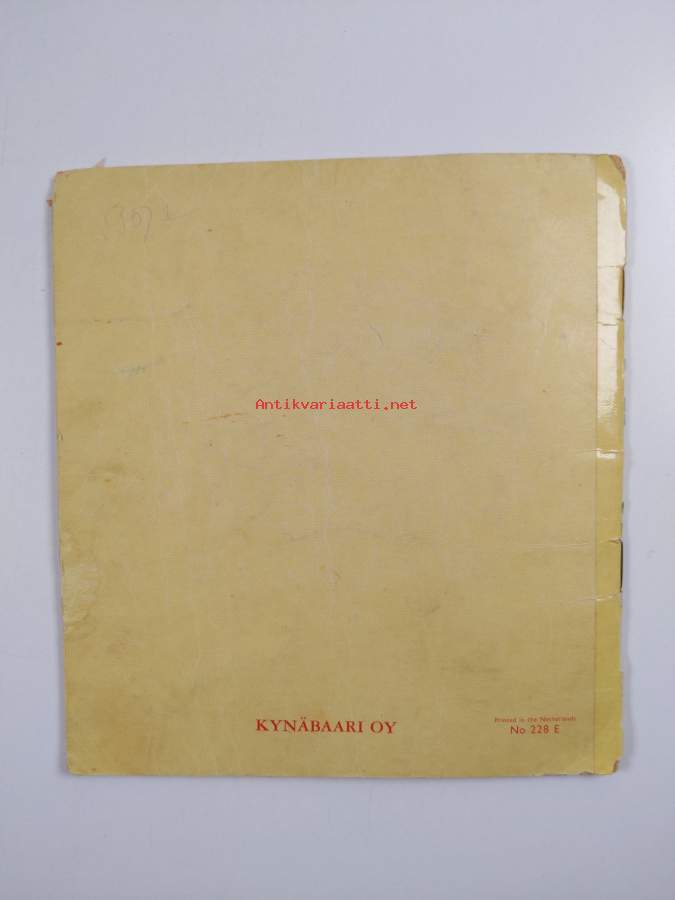 Antikvariaatti.net
KYNÄBAARI OY
Printed in the Netherlands
No 228 E